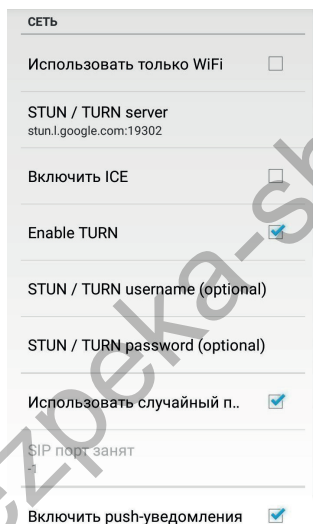 СЕТЬ
Использовать только WiFi
STUN / TURN server
stun.l.google.com:19302
Включить ICE
Enable TURN
STUN / TURN username (optional)
STUN / TURN password (optional)
Использовать случайный п..
SIP порт занят
-1
Включить push-уведомления